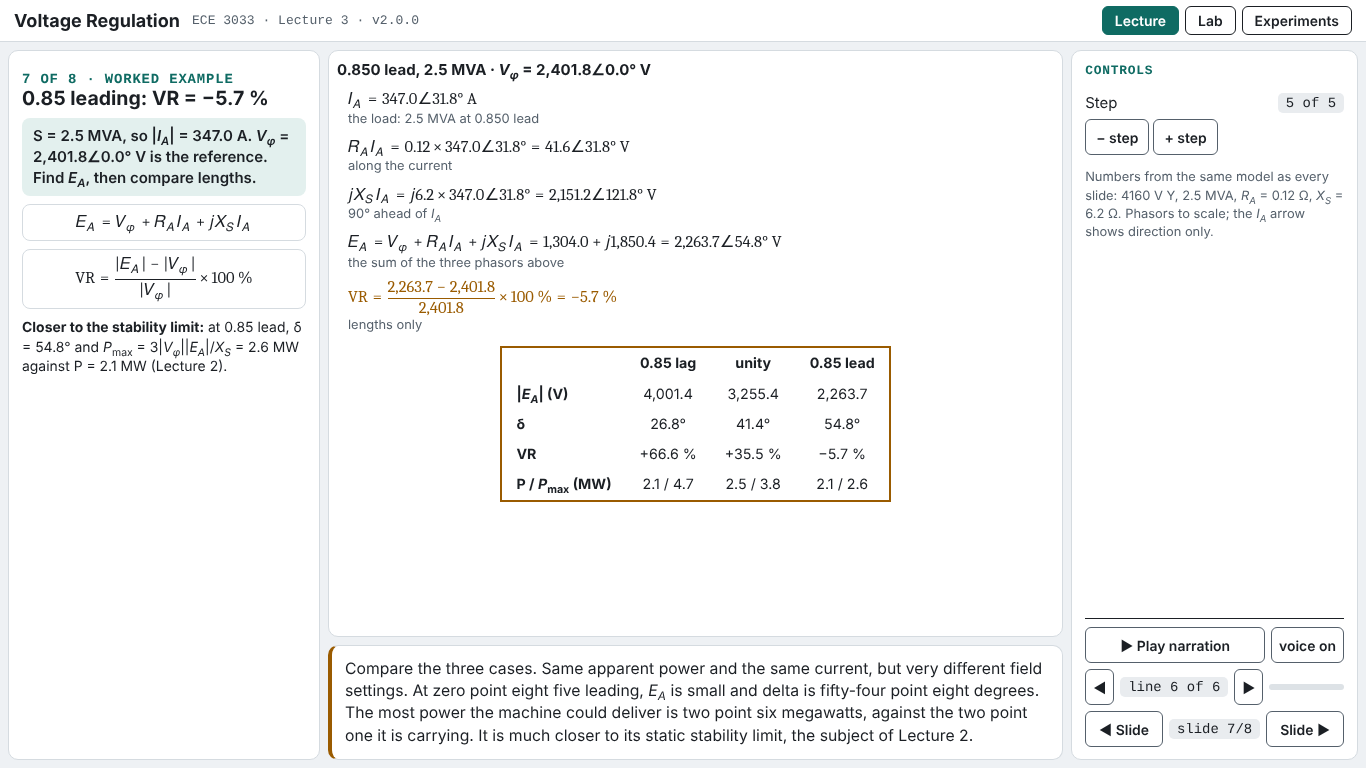 Voltage Regulation ECE 3033 · Lecture 3 · v2.0.0
Lecture Lab Experiments
7 OF 8 · WORKED EXAMPLE
0.85 leading: VR = −5.7 %
S = 2.5 MVA, so |I_A| = 347.0 A. V_φ =
2,401.8∠0.0° V is the reference.
Find E_A, then compare lengths.
E_A = V_φ + R_A I_A + jX_S I_A
VR = (|E_A| − |V_φ|) / |V_φ| × 100 %
Closer to the stability limit: at 0.85 lead, δ
= 54.8° and P_max = 3|V_φ||E_A|/X_S = 2.6 MW
against P = 2.1 MW (Lecture 2).
0.850 lead, 2.5 MVA · V_φ = 2,401.8∠0.0° V
I_A = 347.0∠31.8° A
the load: 2.5 MVA at 0.850 lead
R_A I_A = 0.12 × 347.0∠31.8° = 41.6∠31.8° V
along the current
jX_S I_A = j6.2 × 347.0∠31.8° = 2,151.2∠121.8° V
90° ahead of I_A
E_A = V_φ + R_A I_A + jX_S I_A = 1,304.0 + j1,850.4 = 2,263.7∠54.8° V
the sum of the three phasors above
VR = (2,263.7 − 2,401.8) / 2,401.8 × 100 % = −5.7 %
lengths only
0.85 lag unity 0.85 lead
|E_A| (V) 4,001.4 3,255.4 2,263.7
δ 26.8° 41.4° 54.8°
VR +66.6 % +35.5 % −5.7 %
P / P_max (MW) 2.1 / 4.7 2.5 / 3.8 2.1 / 2.6
Compare the three cases. Same apparent power and the same current, but very different field
settings. At zero point eight five leading, E_A is small and delta is fifty-four point eight degrees.
The most power the machine could deliver is two point six megawatts, against the two point
one it is carrying. It is much closer to its static stability limit, the subject of Lecture 2.
CONTROLS
Step 5 of 5
− step + step
Numbers from the same model as every
slide: 4160 V Y, 2.5 MVA, R_A = 0.12 Ω, X_S =
6.2 Ω. Phasors to scale; the I_A arrow
shows direction only.
▶ Play narration voice on
◀ line 6 of 6 ▶
◀ Slide slide 7/8 Slide ▶